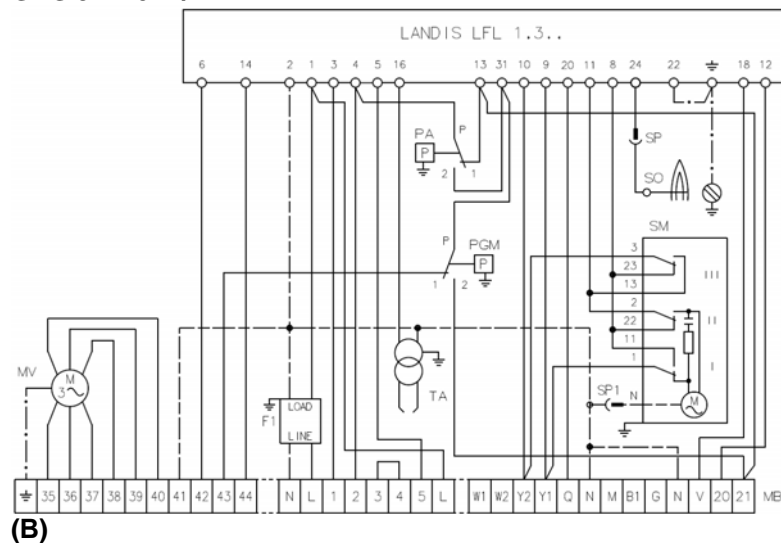 LANDIS LFL 1.3..
6 14 2 1 3 4 5 16 13 31 10 9 20 11 8 24 22 18 12
PA P P 2 1
SP
SO
SM
P PGM P 1 2
3
23
13
III
2
22
II
11
1
I
MV M 3
TA
SP1 N M
F1 LOAD
LINE
35 36 37 38 39 40 41 42 43 44 N L 1 2 3 4 5 L W1 W2 Y2 Y1 Q N M B1 G N V 20 21 MB
(B)